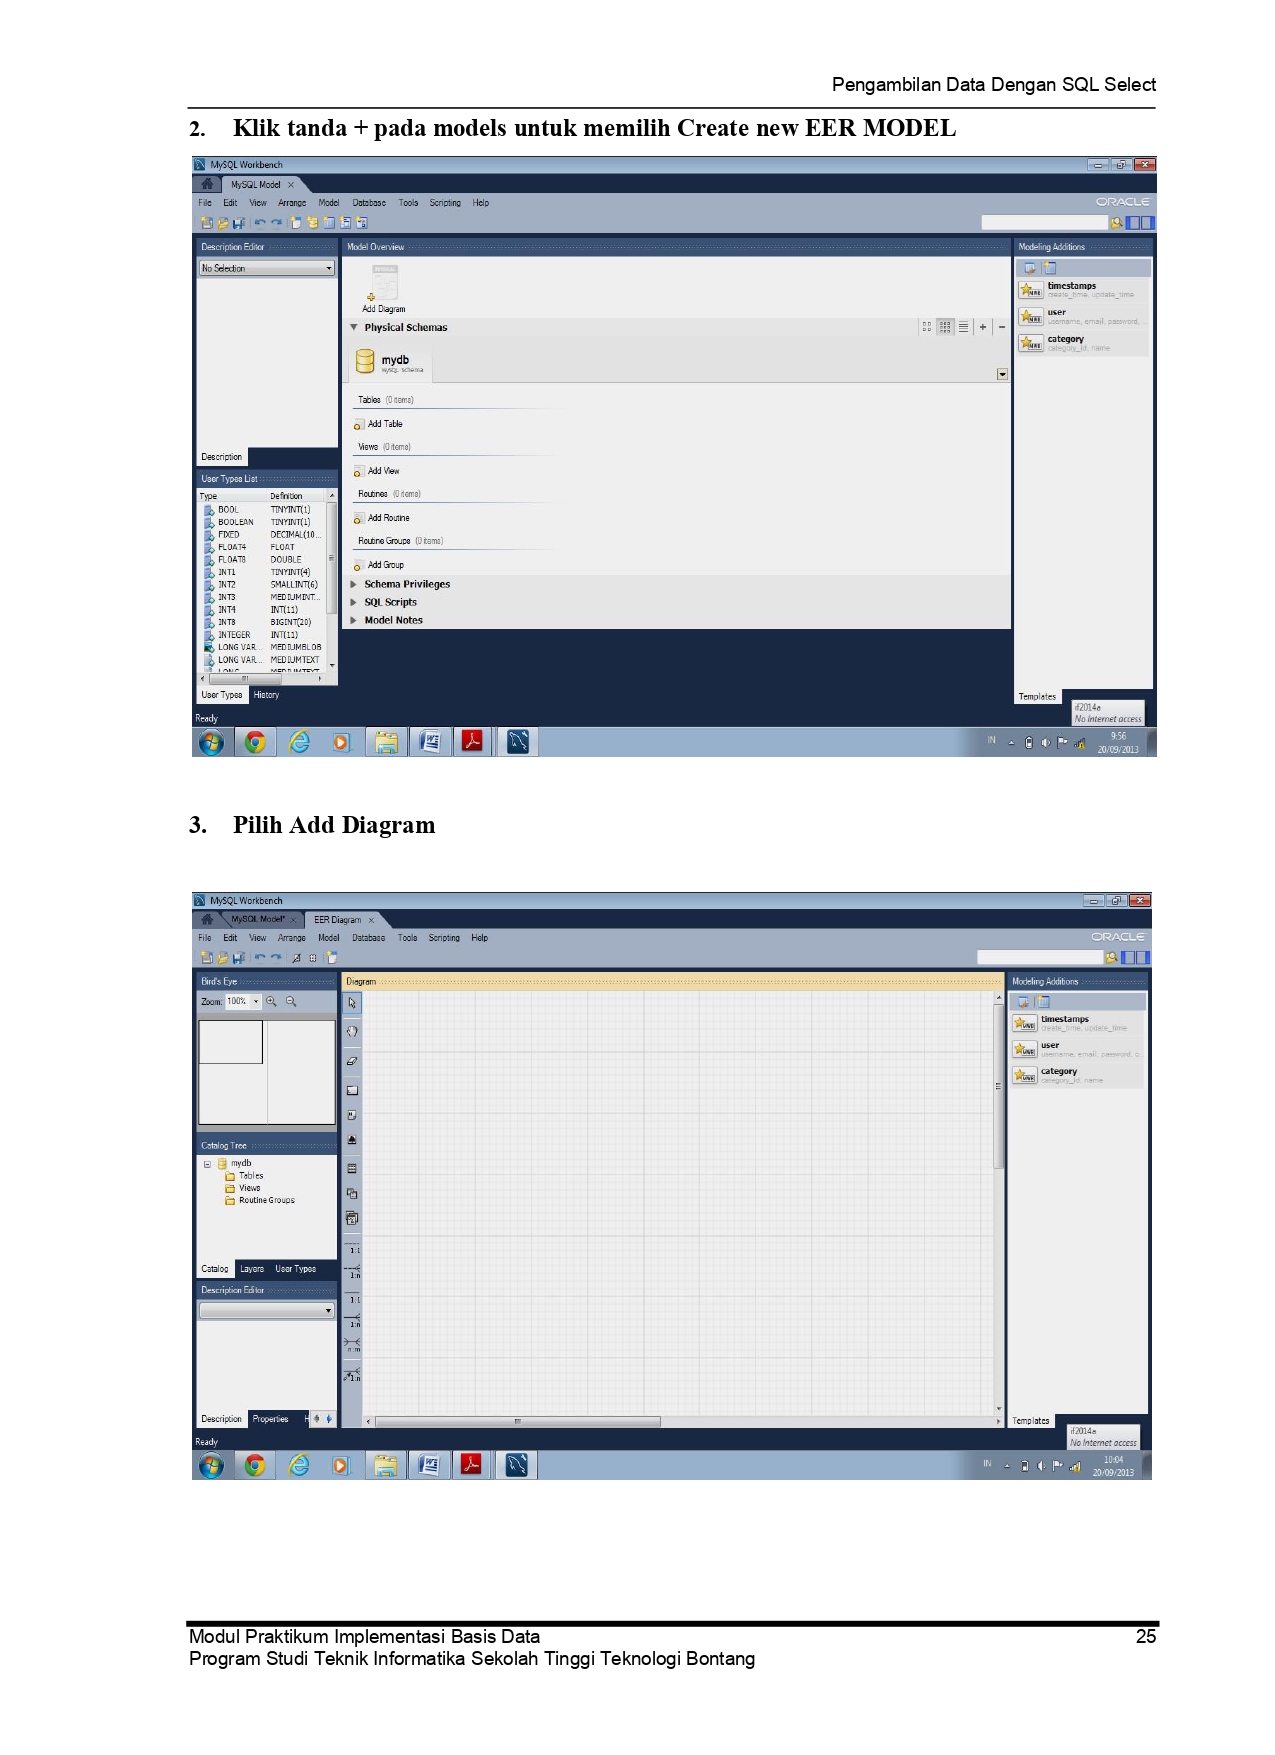 Pengambilan Data Dengan SQL Select
2. Klik tanda + pada models untuk memilih Create new EER MODEL
MySQL Workbench
MySQL Model ×
File Edit View Arrange Model Database Tools Scripting Help
ORACLE
Description Editor
Model Overview
Modeling Additions
No Selection
Add Diagram
timestamps
create_time, update_time
user
username, email, password, ...
category
category_id, name
Physical Schemas
mydb
MySQL Schema
Tables (0 items)
Add Table
Views (0 items)
Add View
Routines (0 items)
Add Routine
Routine Groups (0 items)
Add Group
Schema Privileges
SQL Scripts
Model Notes
Description
User Types List
Type Definition
BOOL TINYINT(1)
BOOLEAN TINYINT(1)
FIXED DECIMAL(10...
FLOAT4 FLOAT
FLOAT8 DOUBLE
INT1 TINYINT(4)
INT2 SMALLINT(6)
INT3 MEDIUMINT...
INT4 INT(11)
INT8 BIGINT(20)
INTEGER INT(11)
LONG VAR... MEDIUMBLOB
LONG VAR... MEDIUMTEXT
LONG MEDIUMTEXT
User Types History
Templates
Ready
if2014a
No Internet access
IN
9:56
20/09/2013
3. Pilih Add Diagram
MySQL Workbench
MySQL Model* × EER Diagram ×
File Edit View Arrange Model Database Tools Scripting Help
ORACLE
Bird's Eye
Diagram
Modeling Additions
Zoom: 100%
timestamps
create_time, update_time
user
username, email, password, c...
category
category_id, name
Catalog Tree
mydb
Tables
Views
Routine Groups
1:1
1:n
1:1
1:n
n:m
1:n
Catalog Layers User Types
Description Editor
Description Properties H
Templates
Ready
if2014a
No Internet access
IN
10:04
20/09/2013
Modul Praktikum Implementasi Basis Data 25
Program Studi Teknik Informatika Sekolah Tinggi Teknologi Bontang